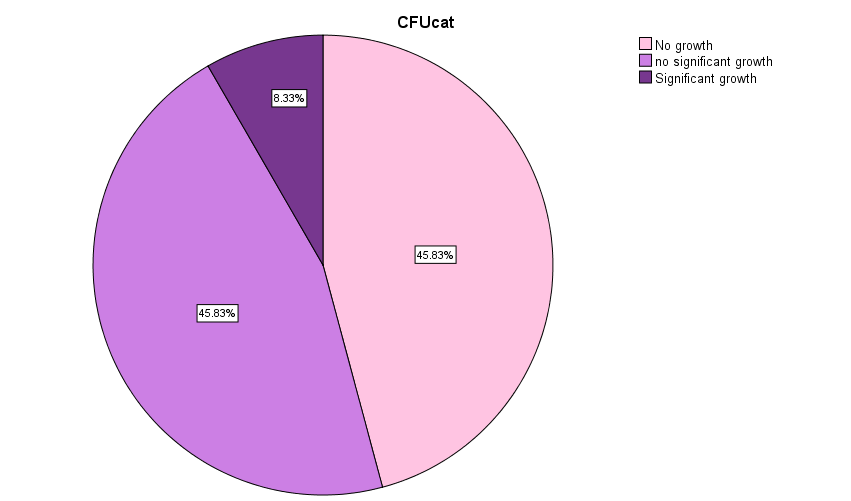 CFUcat
No growth
no significant growth
Significant growth
8.33%
45.83%
45.83%